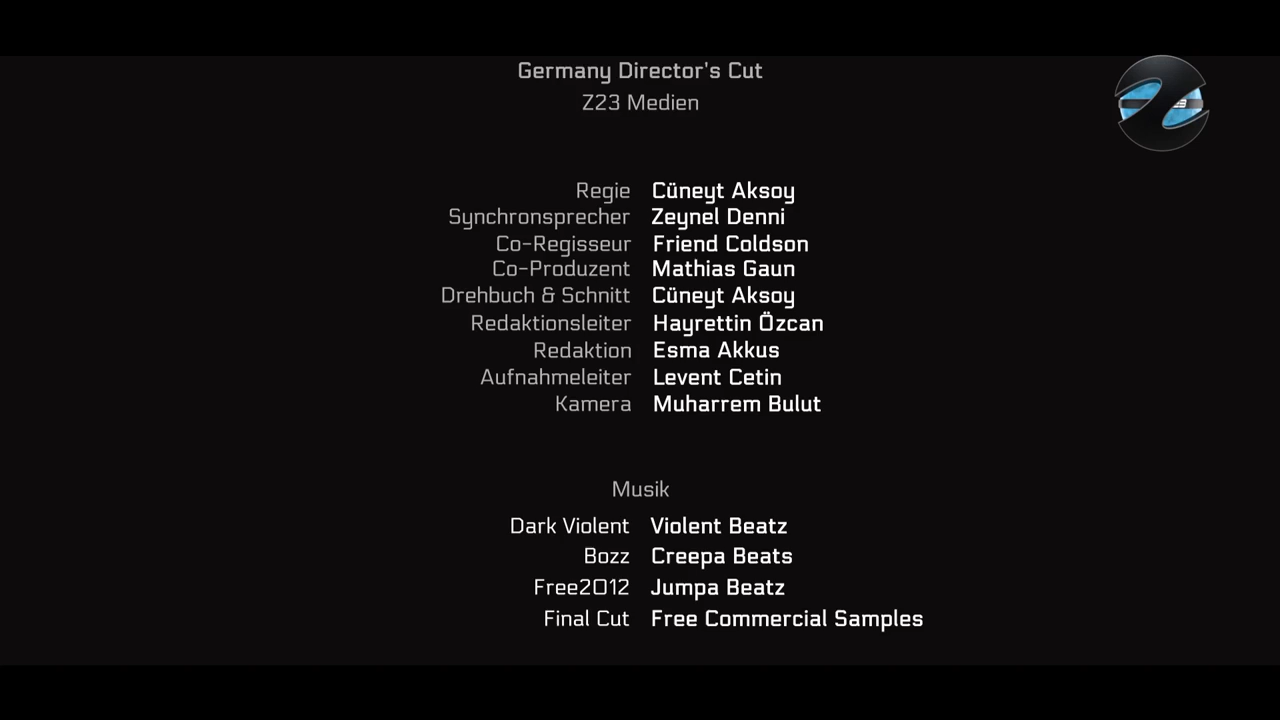 Germany Director's Cut
Z23 Medien
Regie Cüneyt Aksoy
Synchronsprecher Zeynel Denni
Co-Regisseur Friend Coldson
Co-Produzent Mathias Gaun
Drehbuch & Schnitt Cüneyt Aksoy
Redaktionsleiter Hayrettin Özcan
Redaktion Esma Akkus
Aufnahmeleiter Levent Cetin
Kamera Muharrem Bulut
Musik
Dark Violent Violent Beatz
Bozz Creepa Beats
Free2012 Jumpa Beatz
Final Cut Free Commercial Samples